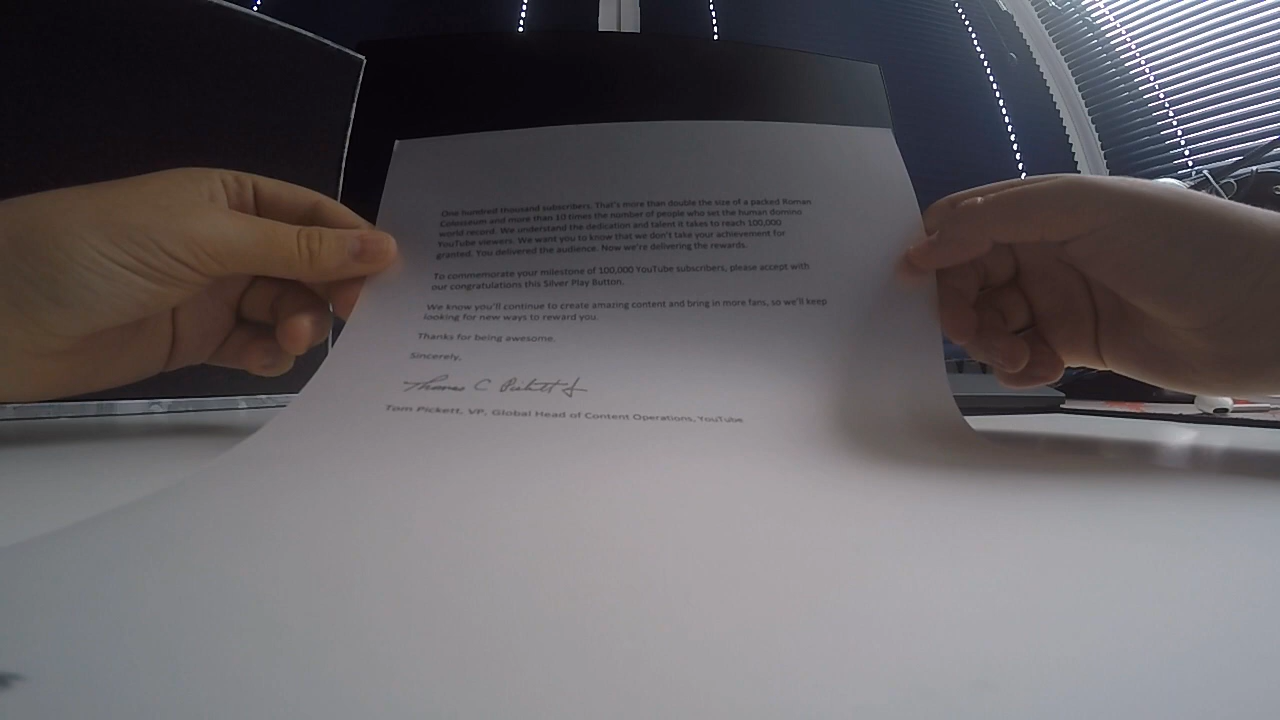 One hundred thousand subscribers. That's more than double the size of a packed Roman
Colosseum and more than 10 times the number of people who set the human domino
world record. We understand the dedication and talent it takes to reach 100,000
YouTube viewers. We want you to know that we don't take your achievement for
granted. You delivered the audience. Now we're delivering the rewards.
To commemorate your milestone of 100,000 YouTube subscribers, please accept with
our congratulations this Silver Play Button.
We know you'll continue to create amazing content and bring in more fans, so we'll keep
looking for new ways to reward you.
Thanks for being awesome.
Sincerely,
Thomas C Pickett Jr
Tom Pickett, VP, Global Head of Content Operations, YouTube